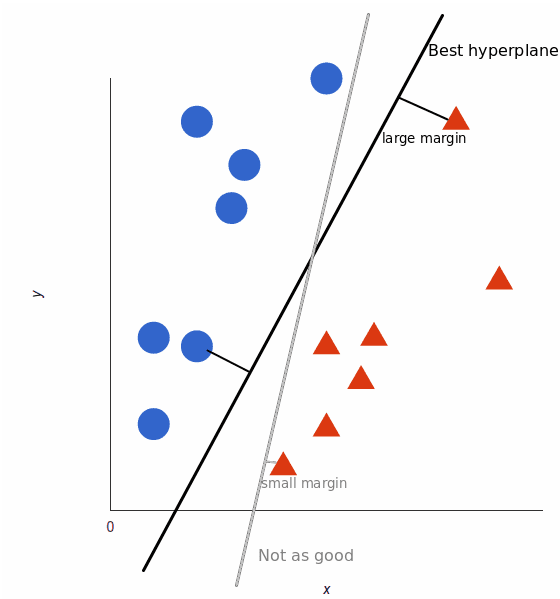 Best hyperplane
large margin
y
small margin
0
Not as good
x